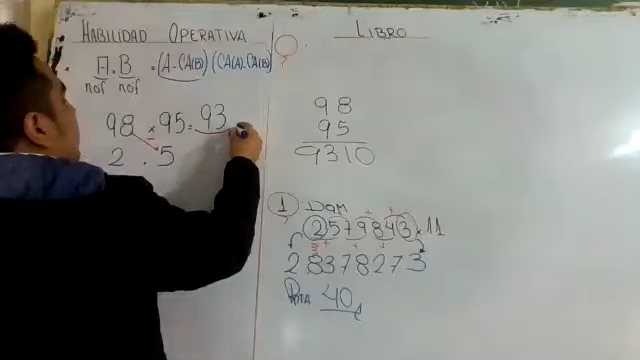 HABILIDAD OPERATIVA
A.B = (A-CA(B))(CA(A).CA(B))
nof nof
98 x 95 = 93
2 . 5
LIBRO
98
95
9310
1 Dam
2579843 x 11
28378273
Rpta 40